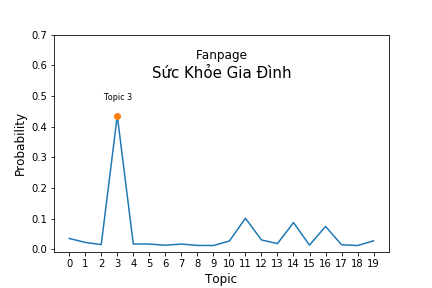 Fanpage
Sức Khỏe Gia Đình
Topic 3
Probability
0.7
0.6
0.5
0.4
0.3
0.2
0.1
0.0
0 1 2 3 4 5 6 7 8 9 10 11 12 13 14 15 16 17 18 19
Topic